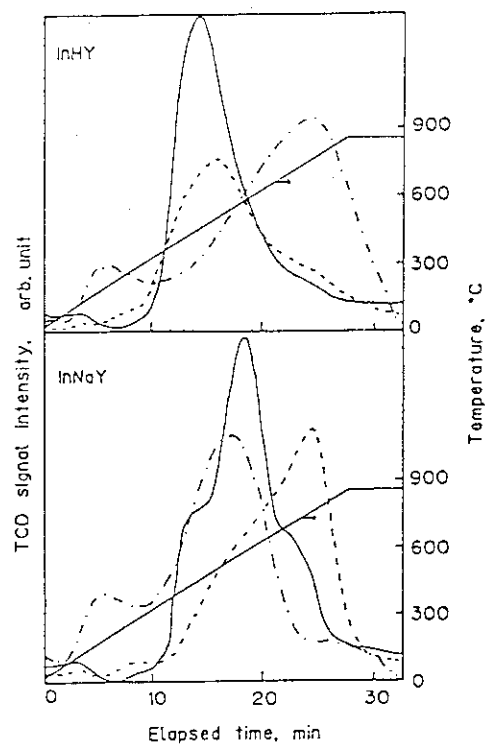 InHY
900
600
300
0
InNaY
900
600
300
0
0
10
20
30
Elapsed time, min
TCD signal Intensity, arb. unit
Temperature, °C